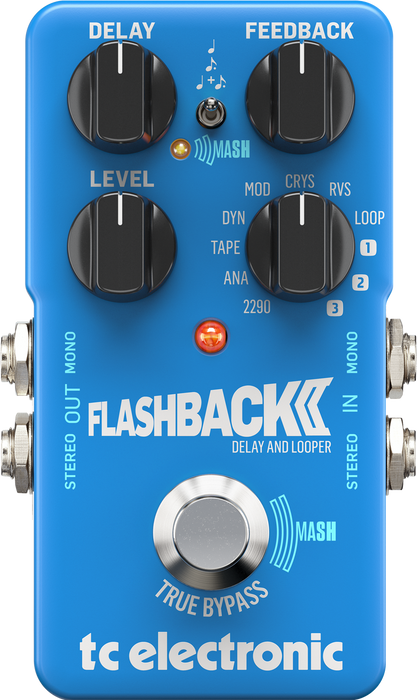 DELAY
FEEDBACK
MASH
LEVEL
MOD
CRYS
RVS
DYN
LOOP
TAPE
1
ANA
2
2290
3
STEREO OUT MONO
STEREO IN MONO
FLASHBACK II
DELAY AND LOOPER
MASH
TRUE BYPASS
tc electronic